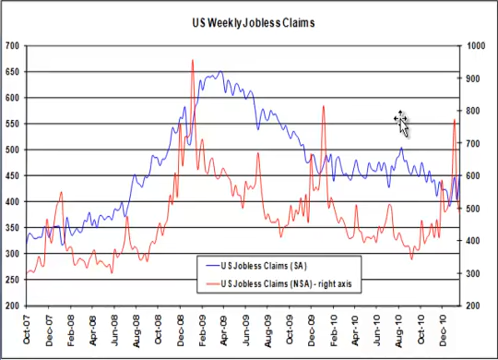 US Weekly Jobless Claims
700
650
600
550
500
450
400
350
300
250
200
1000
900
800
700
600
500
400
300
200
US Jobless Claims (SA)
US Jobless Claims (NSA) - right axis
Oct-07
Dec-07
Feb-08
Apr-08
Jun-08
Aug-08
Oct-08
Dec-08
Feb-09
Apr-09
Jun-09
Aug-09
Oct-09
Dec-09
Feb-10
Apr-10
Jun-10
Aug-10
Oct-10
Dec-10